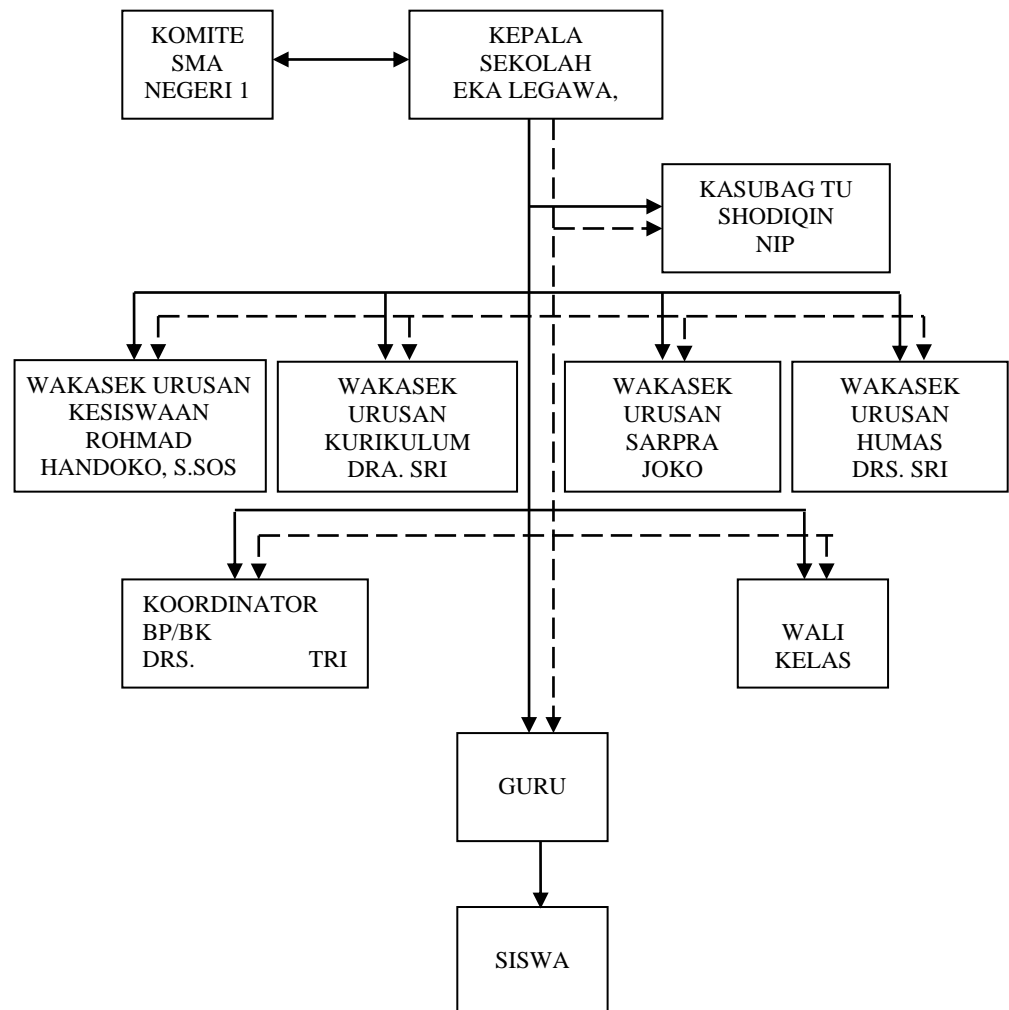 KOMITE
SMA
NEGERI 1
KEPALA
SEKOLAH
EKA LEGAWA,
KASUBAG TU
SHODIQIN
NIP
WAKASEK URUSAN
KESISWAAN
ROHMAD
HANDOKO, S.SOS
WAKASEK
URUSAN
KURIKULUM
DRA. SRI
WAKASEK
URUSAN
SARPRA
JOKO
WAKASEK
URUSAN
HUMAS
DRS. SRI
KOORDINATOR
BP/BK
DRS. TRI
WALI
KELAS
GURU
SISWA